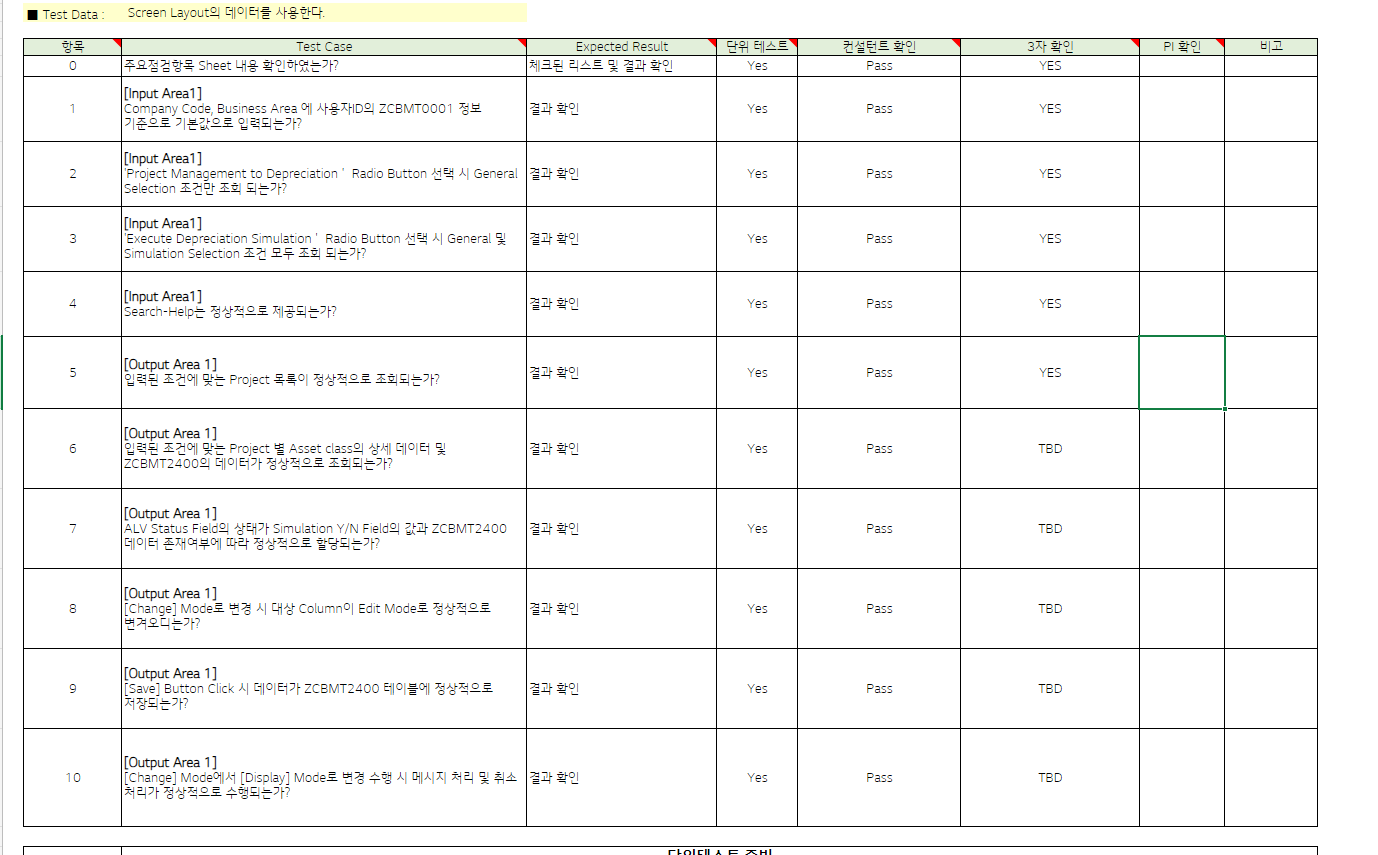 ■ Test Data : Screen Layout의 데이터를 사용한다.
항목 Test Case Expected Result 단위 테스트 컨설턴트 확인 3자 확인 PI 확인 비고
0 주요점검항목 Sheet 내용 확인하였는가? 체크된 리스트 및 결과 확인 Yes Pass YES
[Input Area1]
1 Company Code, Business Area 에 사용자ID의 ZCBMT0001 정보 결과 확인 Yes Pass YES
기준으로 기본값으로 입력되는가?
[Input Area1]
2 'Project Management to Depreciation ' Radio Button 선택 시 General 결과 확인 Yes Pass YES
Selection 조건만 조회 되는가?
[Input Area1]
3 'Execute Depreciation Simulation ' Radio Button 선택 시 General 및 결과 확인 Yes Pass YES
Simulation Selection 조건 모두 조회 되는가?
[Input Area1]
4 Search-Help는 정상적으로 제공되는가? 결과 확인 Yes Pass YES
[Output Area 1]
5 입력된 조건에 맞는 Project 목록이 정상적으로 조회되는가? 결과 확인 Yes Pass YES
[Output Area 1]
6 입력된 조건에 맞는 Project 별 Asset class의 상세 데이터 및 결과 확인 Yes Pass TBD
ZCBMT2400의 데이터가 정상적으로 조회되는가?
[Output Area 1]
7 ALV Status Field의 상태가 Simulation Y/N Field의 값과 ZCBMT2400 결과 확인 Yes Pass TBD
데이터 존재여부에 따라 정상적으로 할당되는가?
[Output Area 1]
8 [Change] Mode로 변경 시 대상 Column이 Edit Mode로 정상적으로 결과 확인 Yes Pass TBD
변겨오디는가?
[Output Area 1]
9 [Save] Button Click 시 데이터가 ZCBMT2400 테이블에 정상적으로 결과 확인 Yes Pass TBD
저장되는가?
[Output Area 1]
10 [Change] Mode에서 [Display] Mode로 변경 수행 시 메시지 처리 및 취소 결과 확인 Yes Pass TBD
처리가 정상적으로 수행되는가?